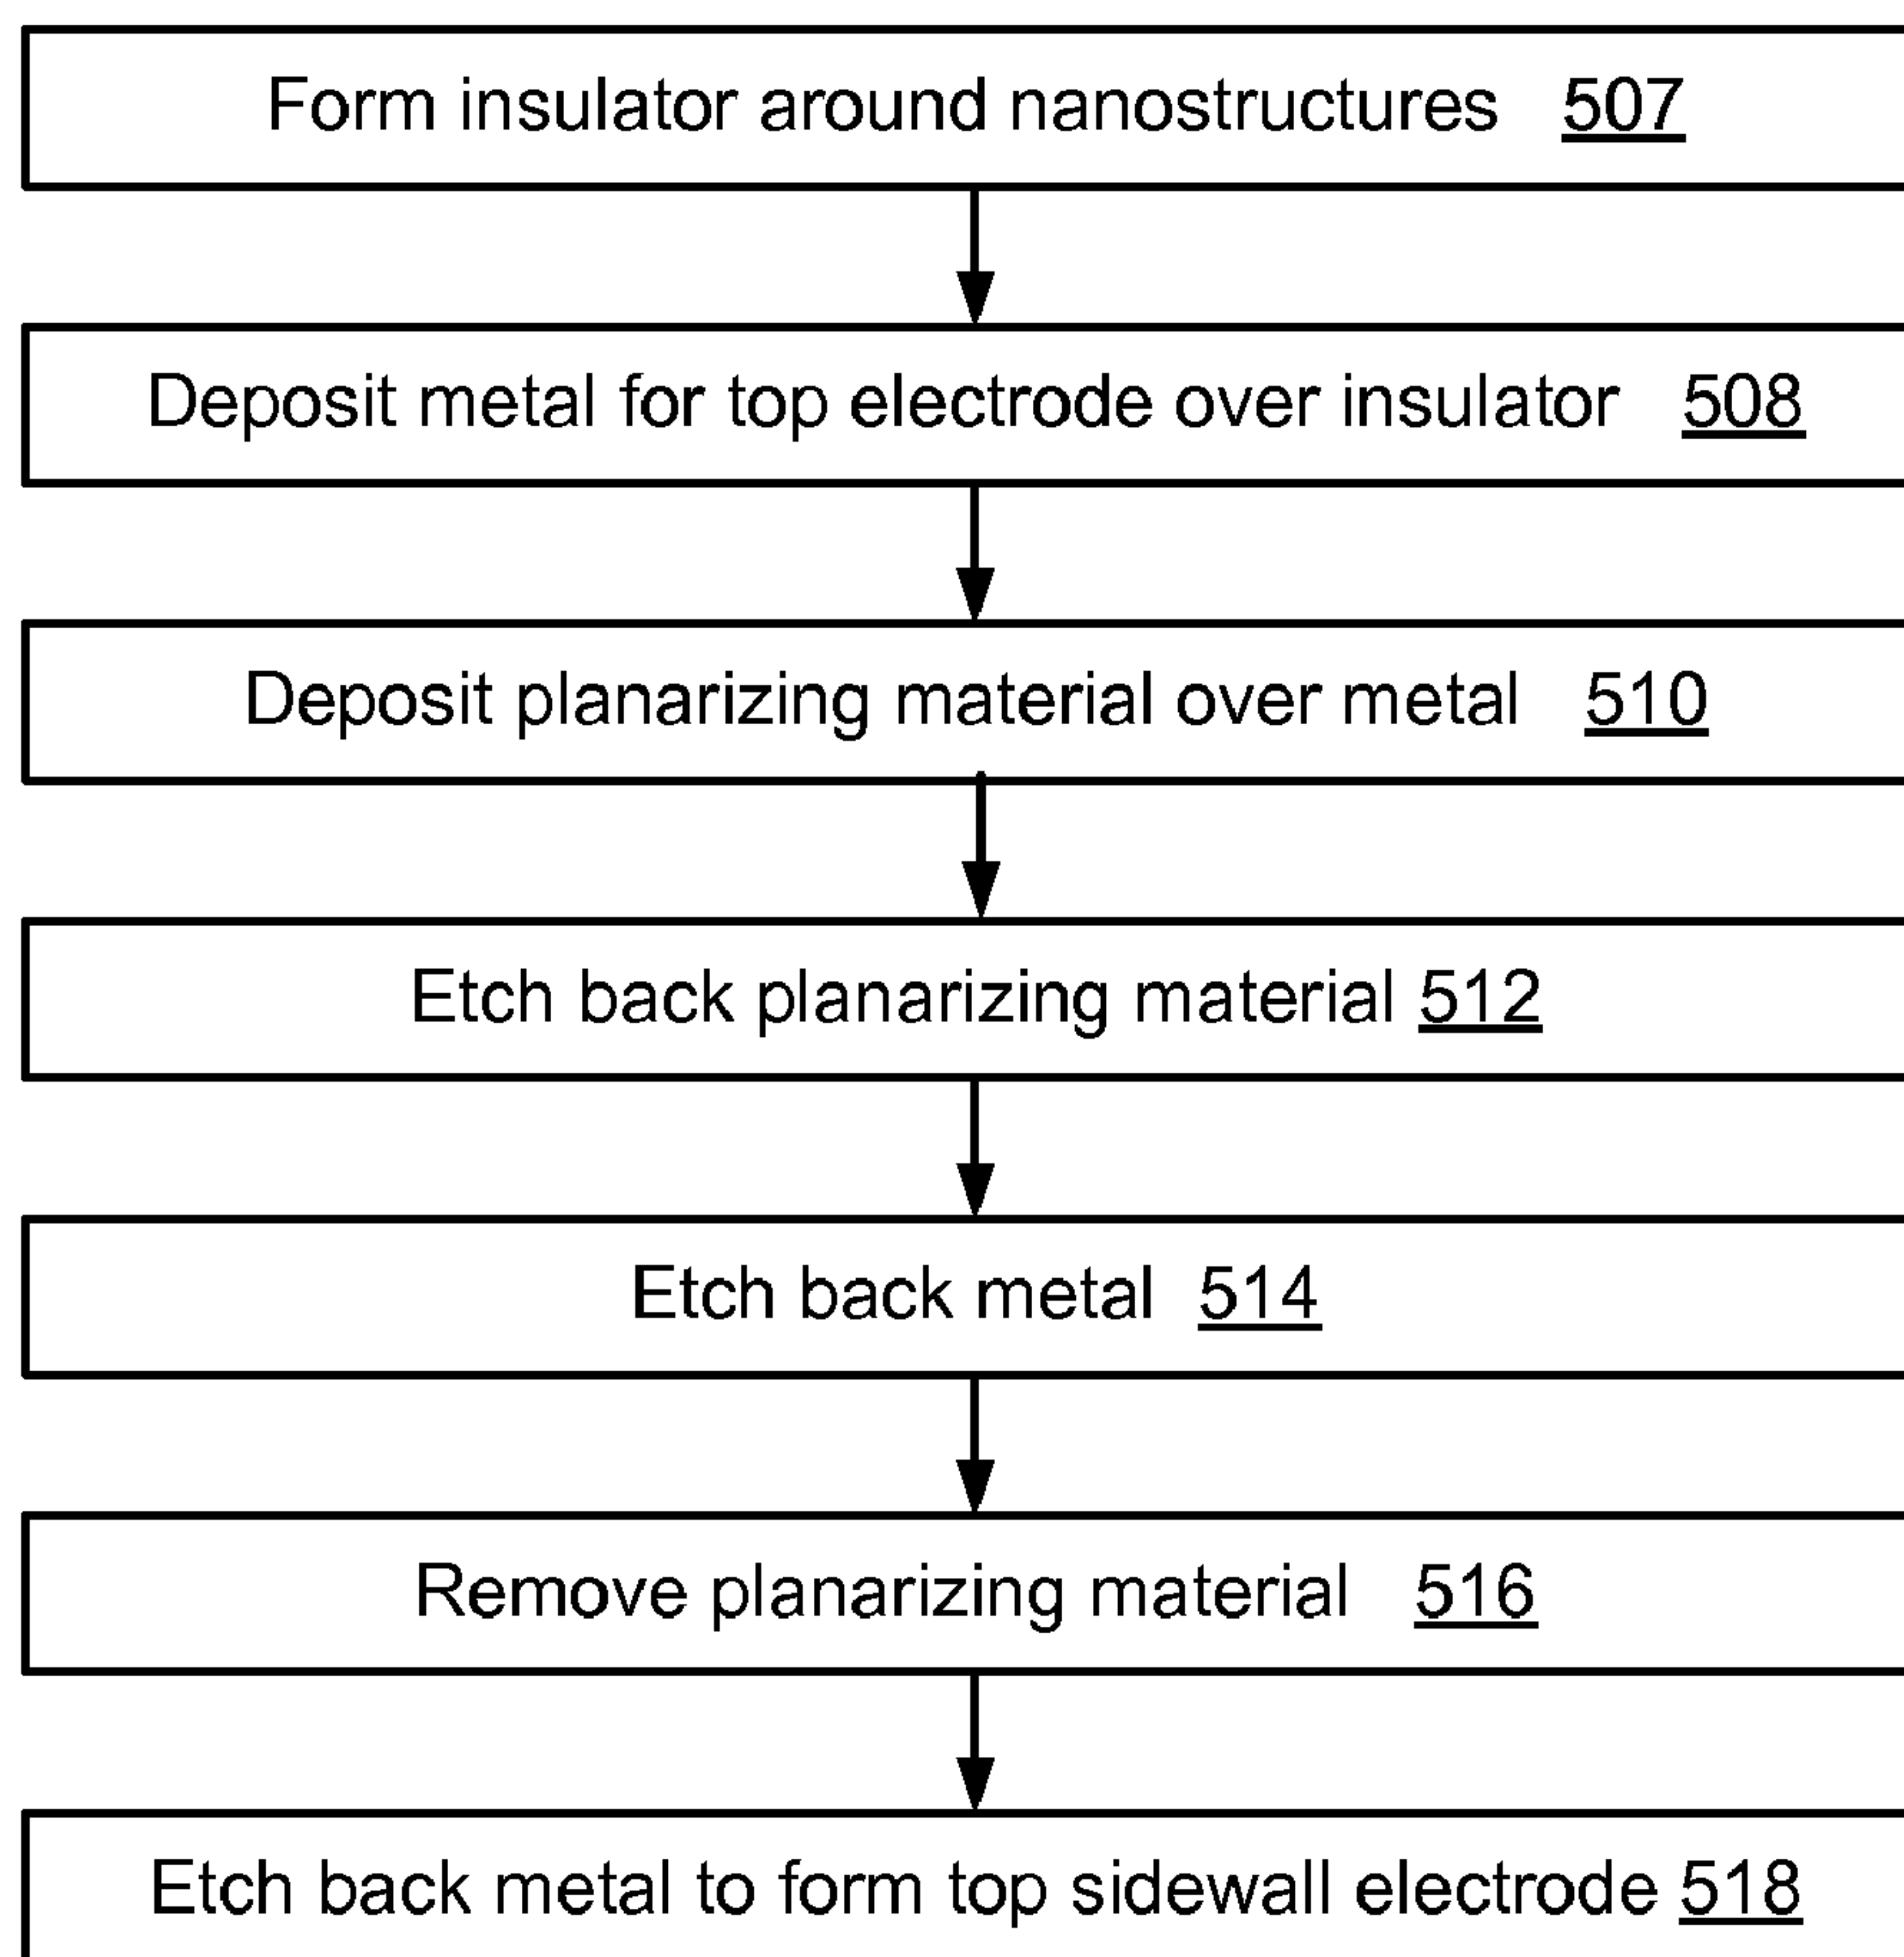 Form insulator around nanostructures 507
Deposit metal for top electrode over insulator 508
Deposit planarizing material over metal 510
Etch back planarizing material 512
Etch back metal 514
Remove planarizing material 516
Etch back metal to form top sidewall electrode 518